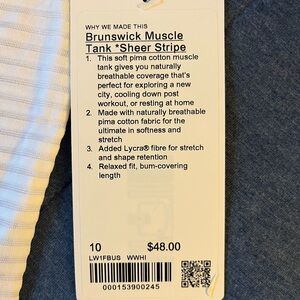 WHY WE MADE THIS
Brunswick Muscle
Tank *Sheer Stripe
1. This soft pima cotton muscle
tank gives you naturally
breathable coverage that's
perfect for exploring a new
city, cooling down post
workout, or resting at home
2. Made with naturally breathable
pima cotton fabric for the
ultimate in softness and
stretch
3. Added Lycra® fibre for stretch
and shape retention
4. Relaxed fit, bum-covering
length
10 $48.00
LW1FBUS WWHI
000153900245